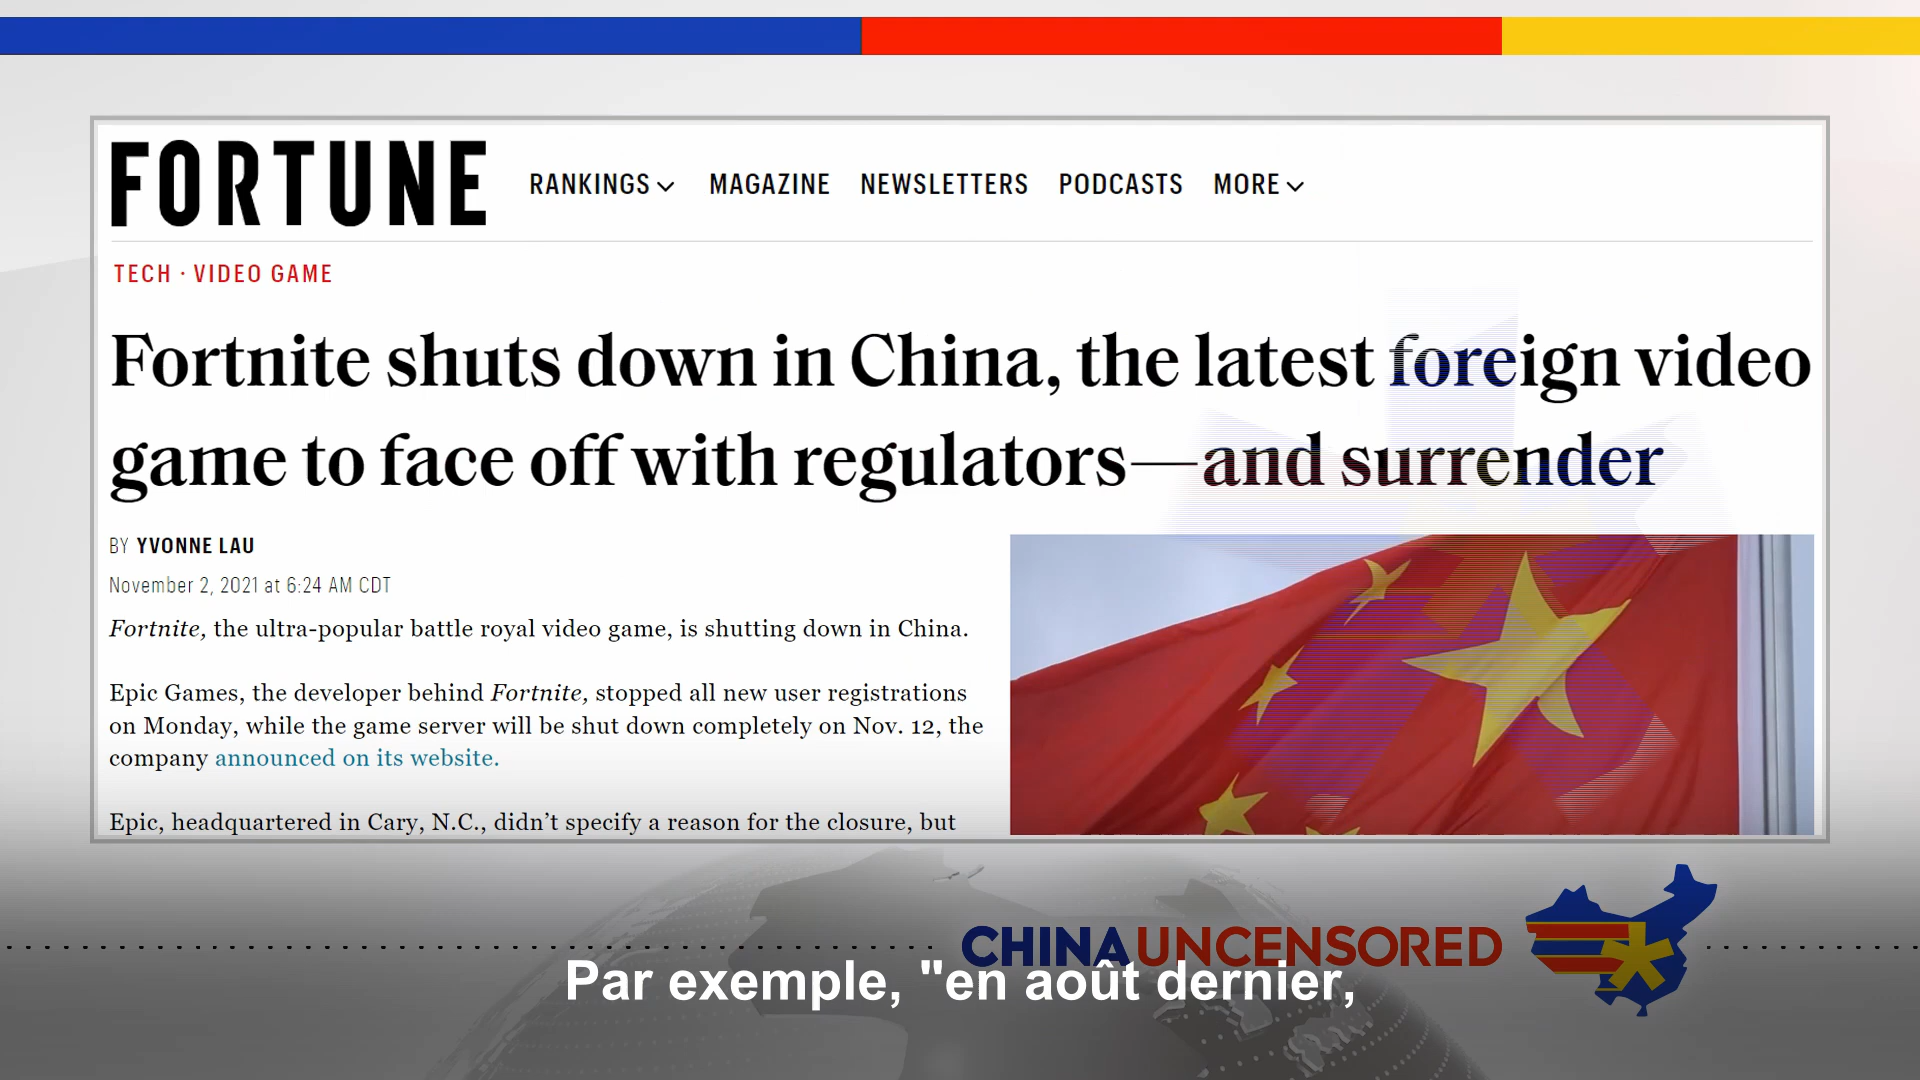 FORTUNE
RANKINGS MAGAZINE NEWSLETTERS PODCASTS MORE
TECH · VIDEO GAME
Fortnite shuts down in China, the latest foreign video
game to face off with regulators—and surrender
BY YVONNE LAU
November 2, 2021 at 6:24 AM CDT
Fortnite, the ultra-popular battle royal video game, is shutting down in China.
Epic Games, the developer behind Fortnite, stopped all new user registrations
on Monday, while the game server will be shut down completely on Nov. 12, the
company announced on its website.
Epic, headquartered in Cary, N.C., didn’t specify a reason for the closure, but
CHINA UNCENSORED
Par exemple, "en août dernier,